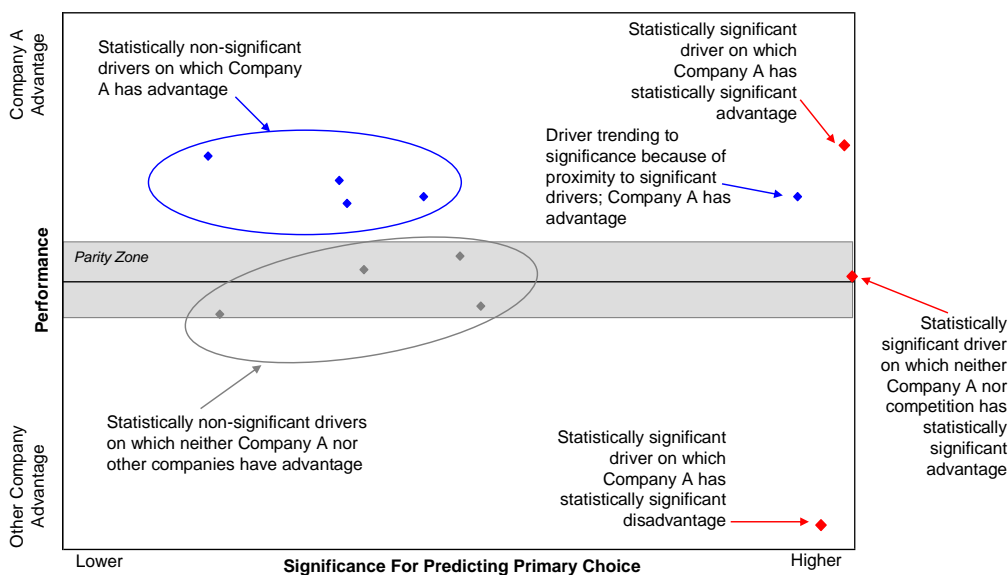 Company A
Advantage
Statistically non-significant
drivers on which Company
A has advantage
Statistically significant
driver on which
Company A has
statistically significant
advantage
Driver trending to
significance because of
proximity to significant
drivers; Company A has
advantage
Performance
Parity Zone
Statistically
significant driver
on which neither
Company A nor
competition has
statistically
significant
advantage
Statistically non-significant drivers
on which neither Company A nor
other companies have advantage
Statistically significant
driver on which
Company A has
statistically significant
disadvantage
Other Company
Advantage
Lower
Significance For Predicting Primary Choice
Higher